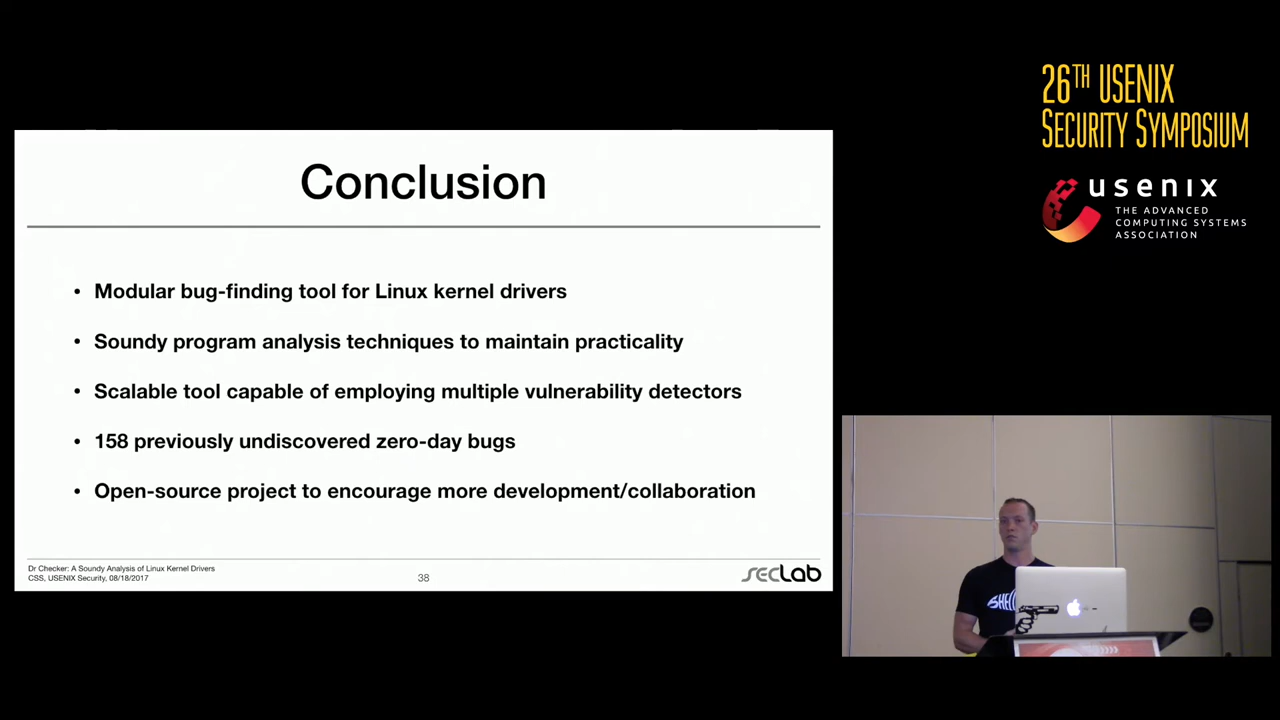 26TH USENIX
SECURITY SYMPOSIUM
usenix
THE ADVANCED
COMPUTING SYSTEMS
ASSOCIATION
Conclusion
• Modular bug-finding tool for Linux kernel drivers
• Soundy program analysis techniques to maintain practicality
• Scalable tool capable of employing multiple vulnerability detectors
• 158 previously undiscovered zero-day bugs
• Open-source project to encourage more development/collaboration
Dr Checker: A Soundy Analysis of Linux Kernel Drivers
CSS, USENIX Security, 08/18/2017
38
secLab